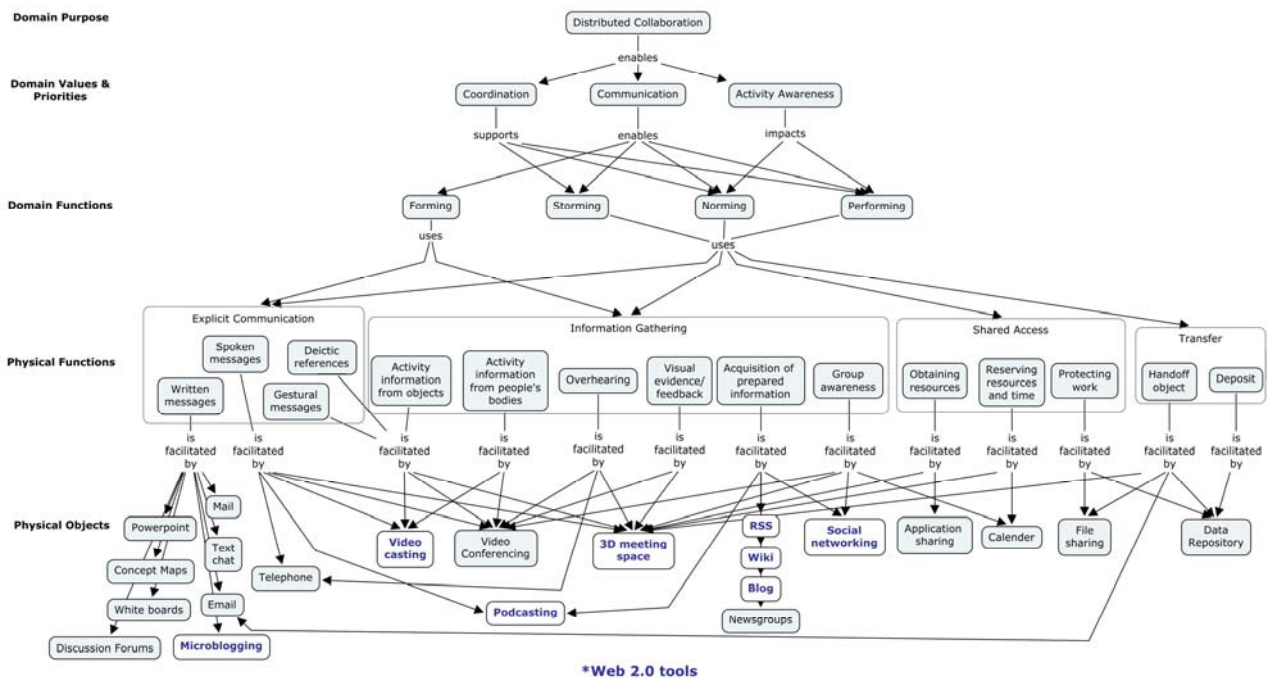 Domain Purpose
Distributed Collaboration
enables
Domain Values &
Priorities
Coordination
Communication
Activity Awareness
supports
enables
impacts
Domain Functions
Forming
Storming
Norming
Performing
uses
uses
Physical Functions
Explicit Communication
Spoken
messages
Deictic
references
Written
messages
Gestural
messages
Information Gathering
Activity
information
from objects
Activity
information
from people's
bodies
Overhearing
Visual
evidence/
feedback
Acquisition of
prepared
information
Group
awareness
Shared Access
Obtaining
resources
Reserving
resources
and time
Protecting
work
Transfer
Handoff
object
Deposit
is
facilitated
by
is
facilitated
by
is
facilitated
by
is
facilitated
by
is
facilitated
by
is
facilitated
by
is
facilitated
by
is
facilitated
by
is
facilitated
by
is
facilitated
by
is
facilitated
by
is
facilitated
by
is
facilitated
by
Physical Objects
Mail
Powerpoint
Text
chat
Concept Maps
White boards
Email
Discussion Forums
Microblogging
Telephone
Video
casting
Video
Conferencing
3D meeting
space
Podcasting
RSS
Wiki
Blog
Newsgroups
Social
networking
Application
sharing
Calender
File
sharing
Data
Repository
*Web 2.0 tools